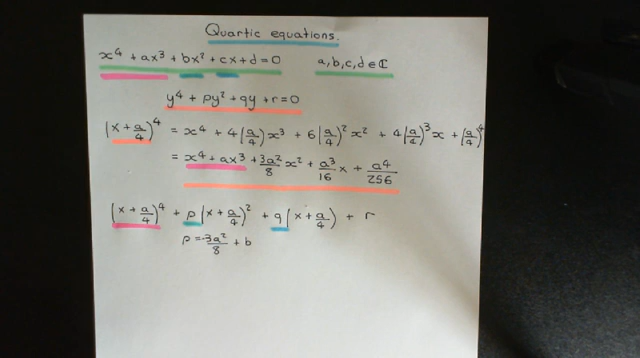 Quartic equations.
x⁴ + ax³ + bx² + cx + d = 0 a, b, c, d ∈ ℂ
y⁴ + py² + qy + r = 0
(x + a/4)⁴ = x⁴ + 4(a/4)x³ + 6(a/4)²x² + 4(a/4)³x + (a/4)⁴
= x⁴ + ax³ + 3a²/8 x² + a³/16 x + a⁴/256
(x + a/4)⁴ + p(x + a/4)² + q(x + a/4) + r
p = -3a²/8 + b